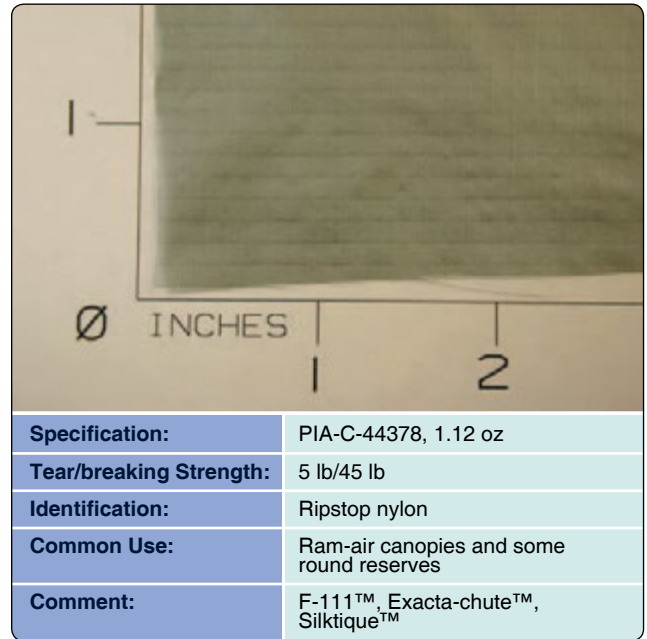 1
Ø INCHES
1 2
Specification: PIA-C-44378, 1.12 oz
Tear/breaking Strength: 5 lb/45 lb
Identification: Ripstop nylon
Common Use: Ram-air canopies and some
round reserves
Comment: F-111™, Exacta-chute™,
Silktique™